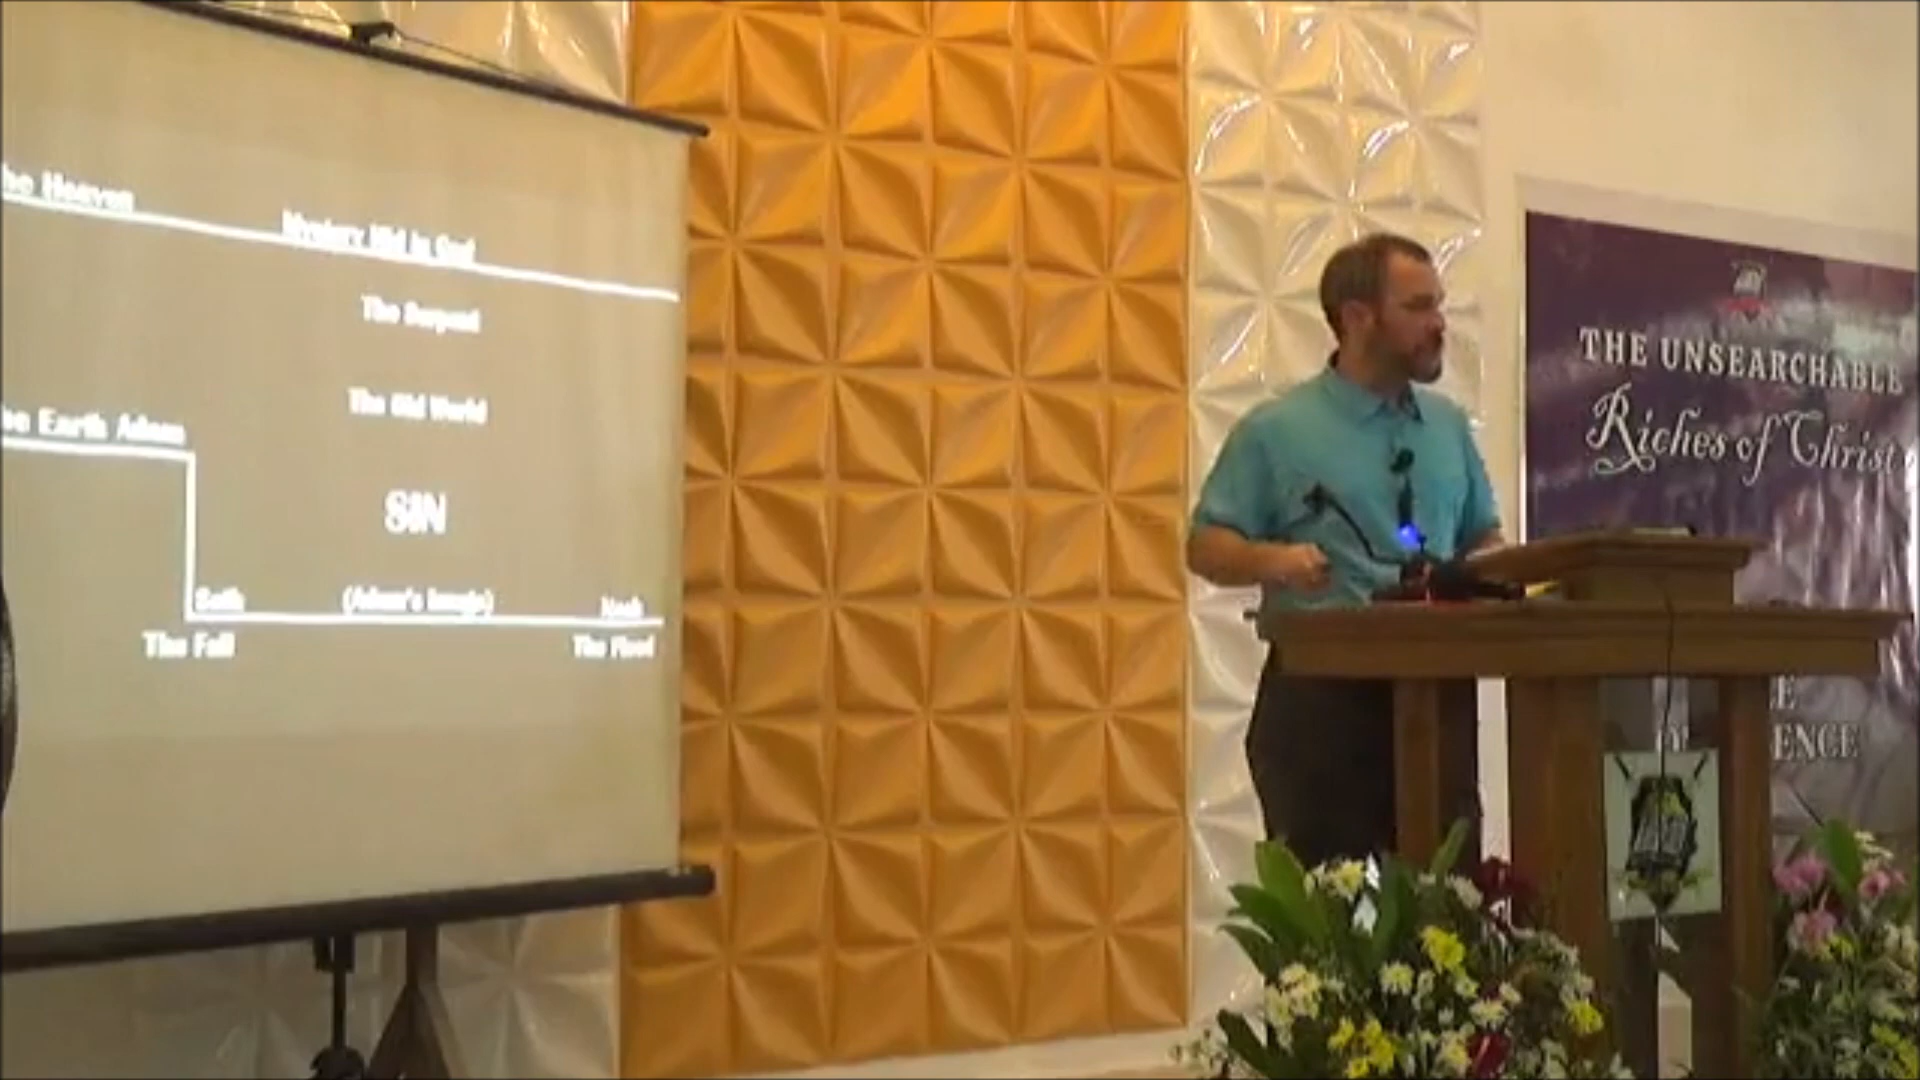 he Heaven
Mystery Hid in God
The Serpent
The Old World
he Earth Adam
SIN
Seth (Adam's Image) Noah
The Fall The Flood
THE UNSEARCHABLE
Riches of Christ
E
ENCE